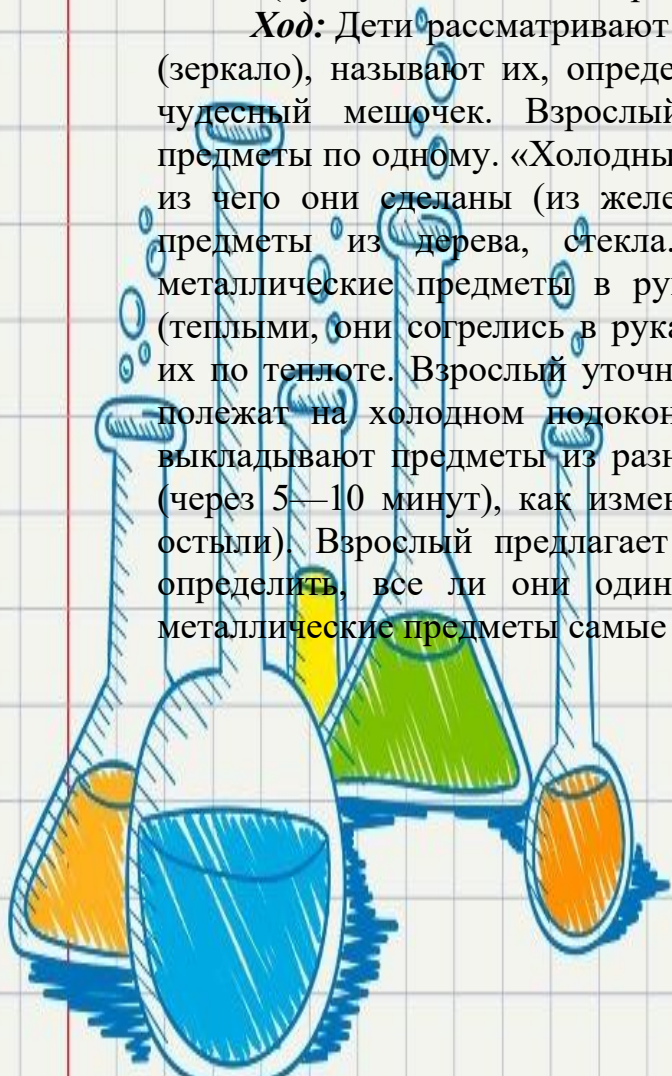 Ход: Дети рассматривают
(зеркало), называют их, опреде
чудесный мешочек. Взрослый
предметы по одному. «Холодны
из чего они сделаны (из желе
предметы из дерева, стекла.
металлические предметы в ру
(теплыми, они согрелись в рука
их по теплоте. Взрослый уточн
полежат на холодном подокон
выкладывают предметы из разн
(через 5—10 минут), как измен
остыли). Взрослый предлагает
определить, все ли они один
металлические предметы самые